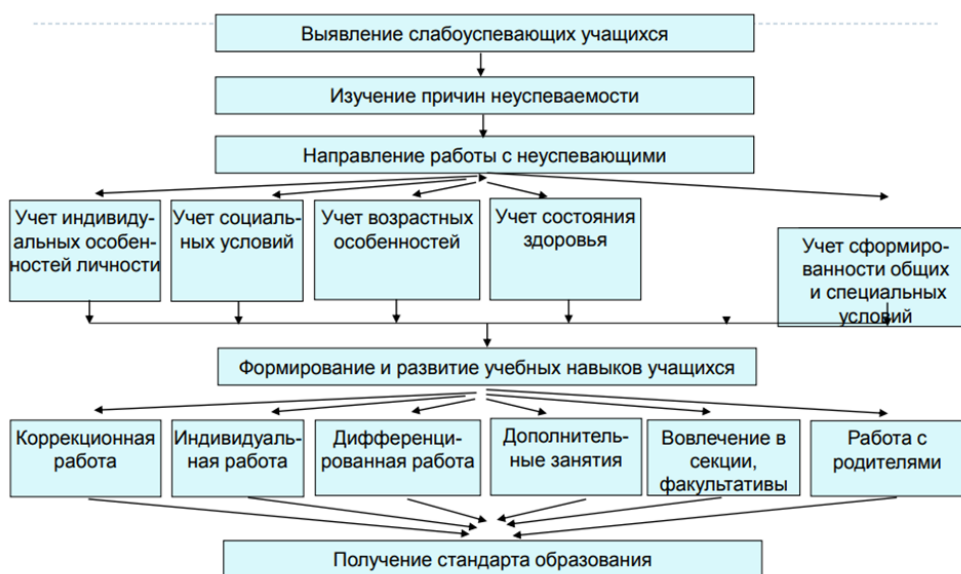 Выявление слабоуспевающих учащихся
Изучение причин неуспеваемости
Направление работы с неуспевающими
Учет индивиду-
альных особен-
ностей личности
Учет социаль-
ных условий
Учет возрастных
особенностей
Учет состояния
здоровья
Учет сформиро-
ванности общих
и специальных
условий
Формирование и развитие учебных навыков учащихся
Коррекционная
работа
Индивидуаль-
ная работа
Дифференци-
рованная работа
Дополнитель-
ные занятия
Вовлечение в
секции,
факультативы
Работа с
родителями
Получение стандарта образования